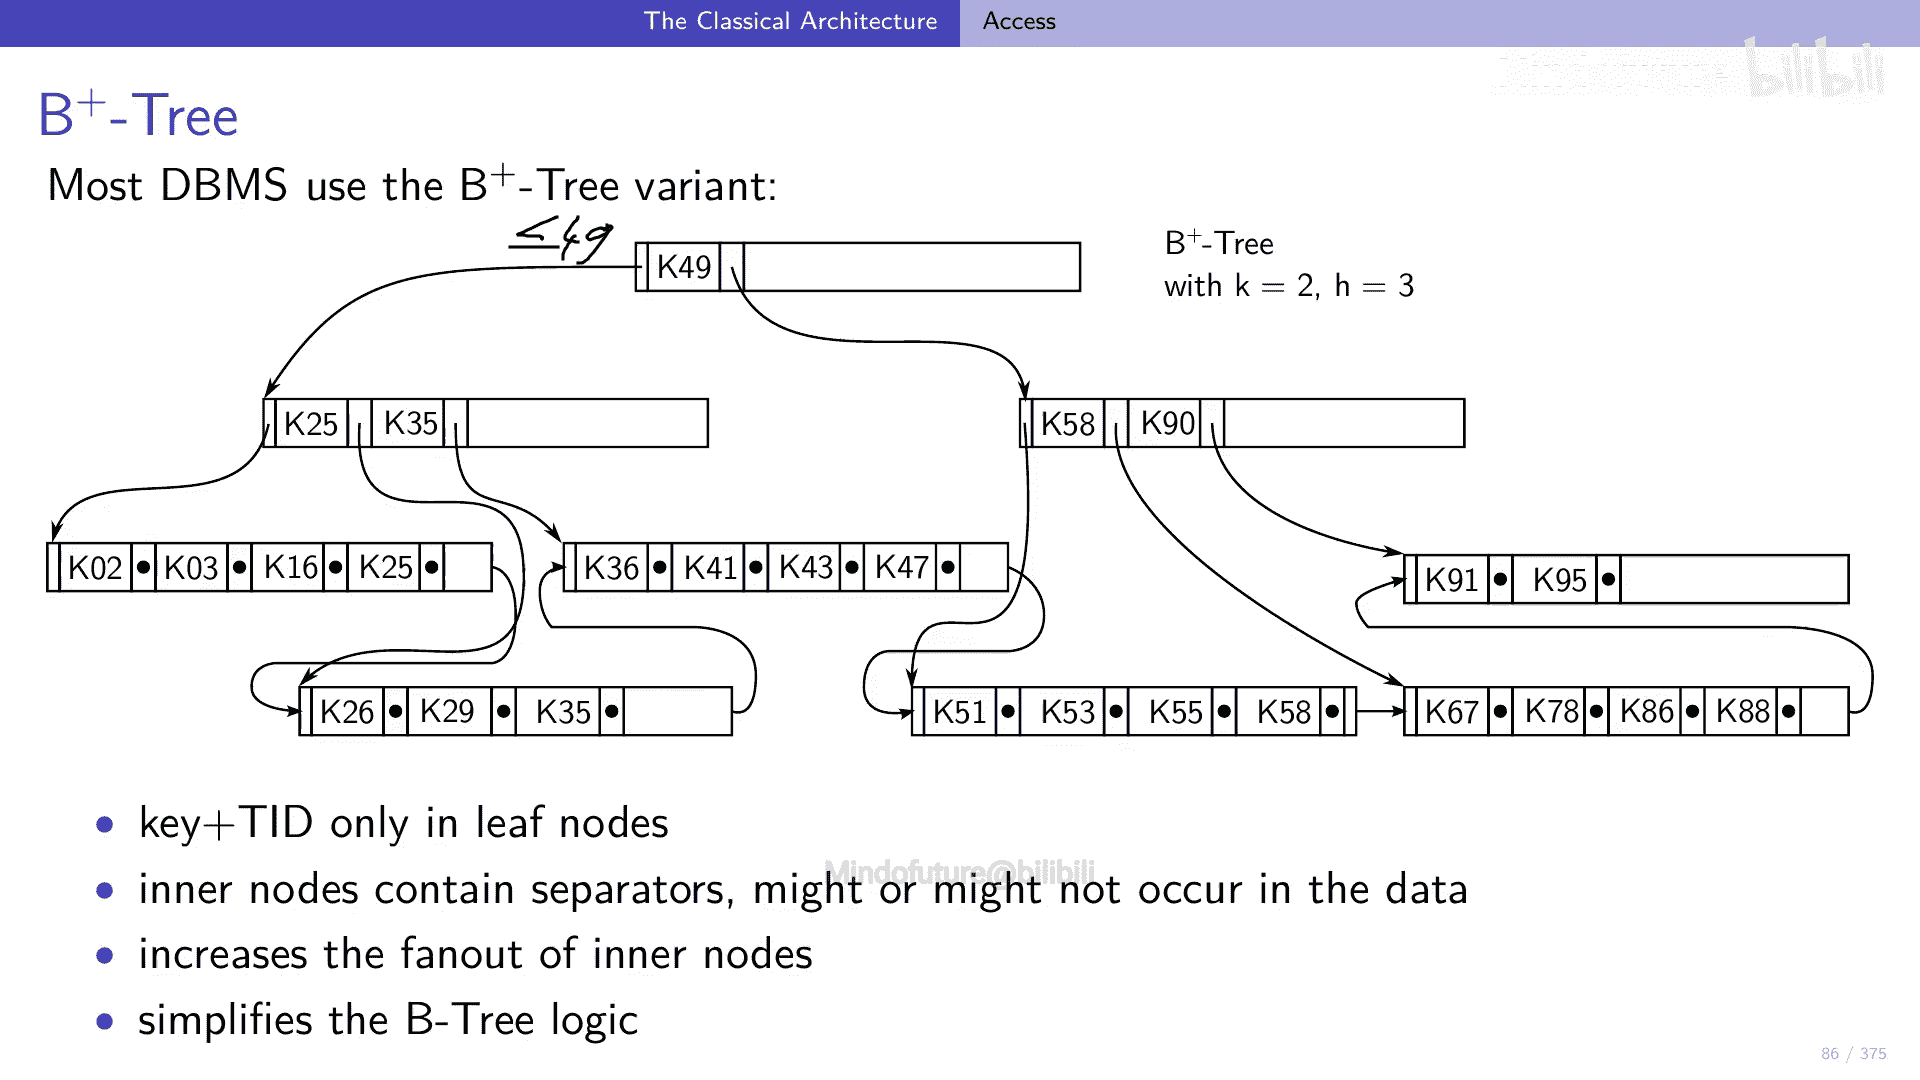 The Classical Architecture Access
bilibili
B⁺-Tree
Most DBMS use the B⁺-Tree variant:
≤49
K49
B⁺-Tree
with k = 2, h = 3
K25 K35
K58 K90
K02 K03 K16 K25
K36 K41 K43 K47
K91 K95
K26 K29 K35
K51 K53 K55 K58
K67 K78 K86 K88
• key+TID only in leaf nodes
Mindofuture@bilibili
• inner nodes contain separators, might or might not occur in the data
• increases the fanout of inner nodes
• simplifies the B-Tree logic
86 / 375